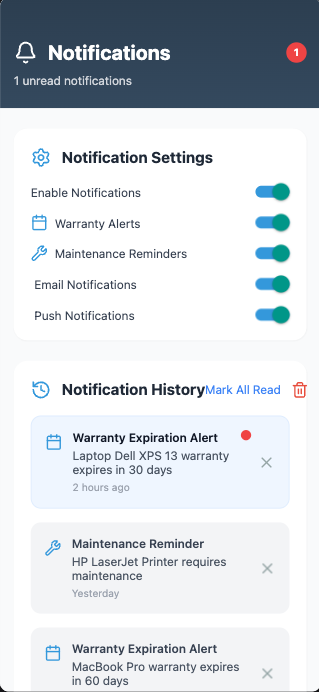 Notifications
1
1 unread notifications
Notification Settings
Enable Notifications
Warranty Alerts
Maintenance Reminders
Email Notifications
Push Notifications
Notification History
Mark All Read
Warranty Expiration Alert
Laptop Dell XPS 13 warranty
expires in 30 days
2 hours ago
Maintenance Reminder
HP LaserJet Printer requires
maintenance
Yesterday
Warranty Expiration Alert
MacBook Pro warranty expires
in 60 days